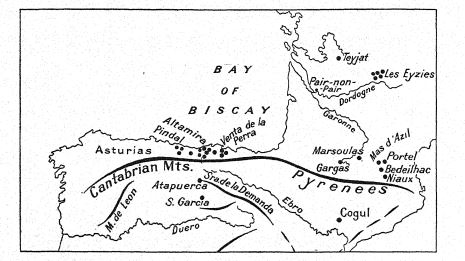 BAY
OF
BISCAY
Teyjat
Les Eyzies
Pair-non-
Pair
Dordogne
Garonne
Altamira
Pindal
Venta de la
Perra
Asturias
Cantabrian Mts.
Marsoulas
Gargas
Mas d'Azil
Portel
Bedeilhac
Niaux
Pyrenees
Atapuerca
Sra de la Demanda
S. Garcia
M. de Leon
Ebro
Duero
Cogul